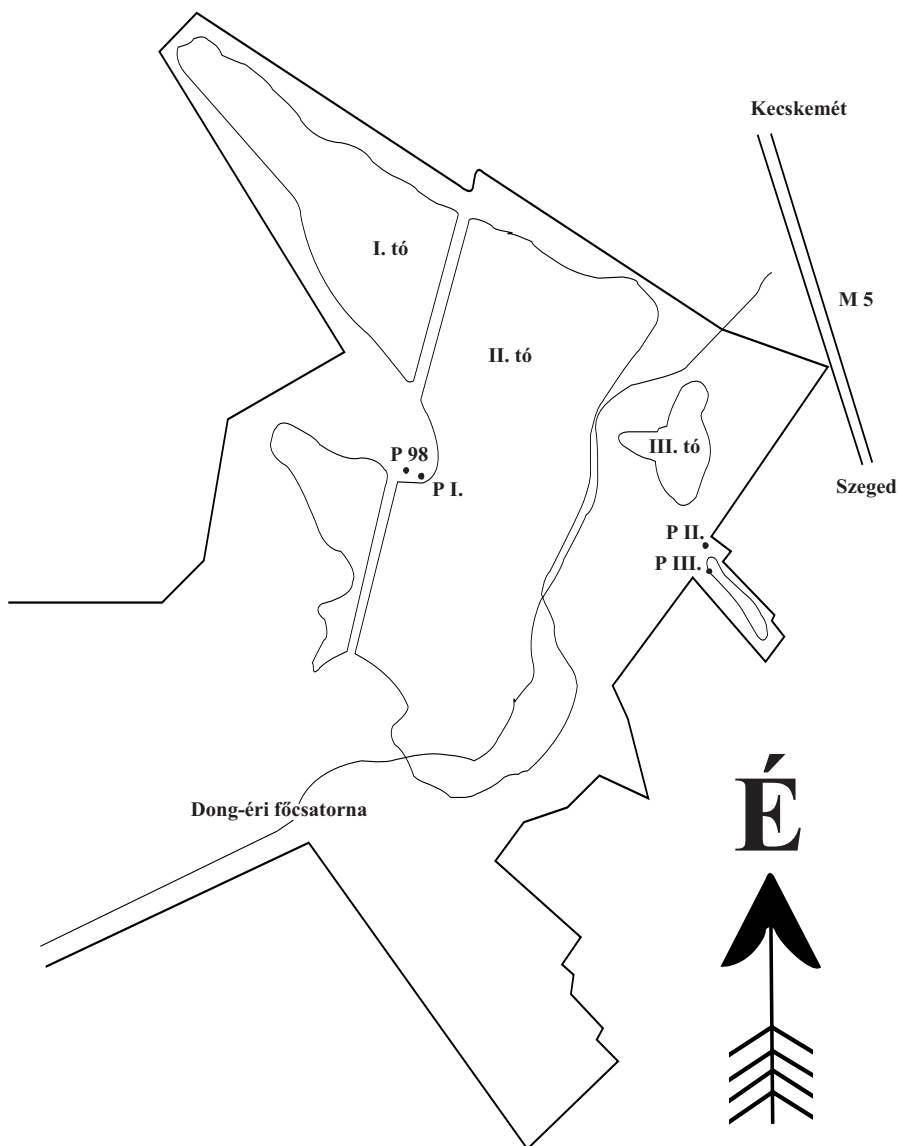 Kecskemét
I. tó
M 5
II. tó
III. tó
P 98
P I.
Szeged
P II.
P III.
Dong-éri főcsatorna
É